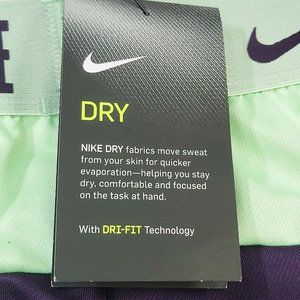 DRY
NIKE DRY fabrics move sweat
from your skin for quicker
evaporation—helping you stay
dry, comfortable and focused
on the task at hand.
With DRI-FIT Technology